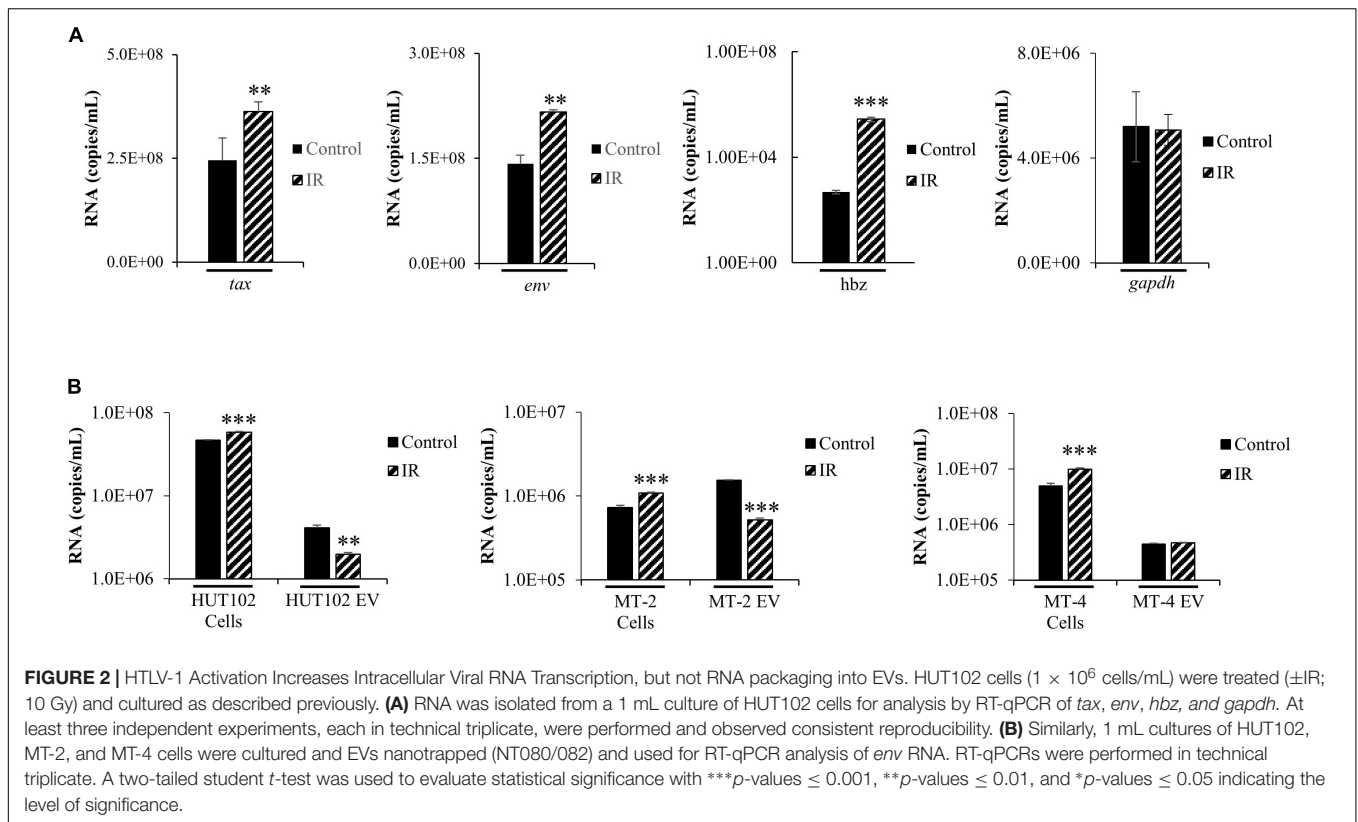 A
RNA (copies/mL)
5.0E+08
2.5E+08
0.0E+00
**
Control
IR
tax
RNA (copies/mL)
3.0E+08
1.5E+08
0.0E+00
**
Control
IR
env
RNA (copies/mL)
1.00E+08
1.00E+04
1.00E+00
***
Control
IR
hbz
RNA (copies/mL)
8.0E+06
4.0E+06
0.0E+00
Control
IR
gapdh
B
RNA (copies/mL)
1.0E+08
1.0E+07
1.0E+06
***
**
Control
IR
HUT102
Cells
HUT102 EV
RNA (copies/mL)
1.0E+07
1.0E+06
1.0E+05
***
***
Control
IR
MT-2
Cells
MT-2 EV
RNA (copies/mL)
1.0E+08
1.0E+07
1.0E+06
1.0E+05
***
Control
IR
MT-4
Cells
MT-4 EV
FIGURE 2 | HTLV-1 Activation Increases Intracellular Viral RNA Transcription, but not RNA packaging into EVs. HUT102 cells (1 × 10⁶ cells/mL) were treated (±IR;
10 Gy) and cultured as described previously. (A) RNA was isolated from a 1 mL culture of HUT102 cells for analysis by RT-qPCR of tax, env, hbz, and gapdh. At
least three independent experiments, each in technical triplicate, were performed and observed consistent reproducibility. (B) Similarly, 1 mL cultures of HUT102,
MT-2, and MT-4 cells were cultured and EVs nanotrapped (NT080/082) and used for RT-qPCR analysis of env RNA. RT-qPCRs were performed in technical
triplicate. A two-tailed student t-test was used to evaluate statistical significance with ***p-values ≤ 0.001, **p-values ≤ 0.01, and *p-values ≤ 0.05 indicating the
level of significance.